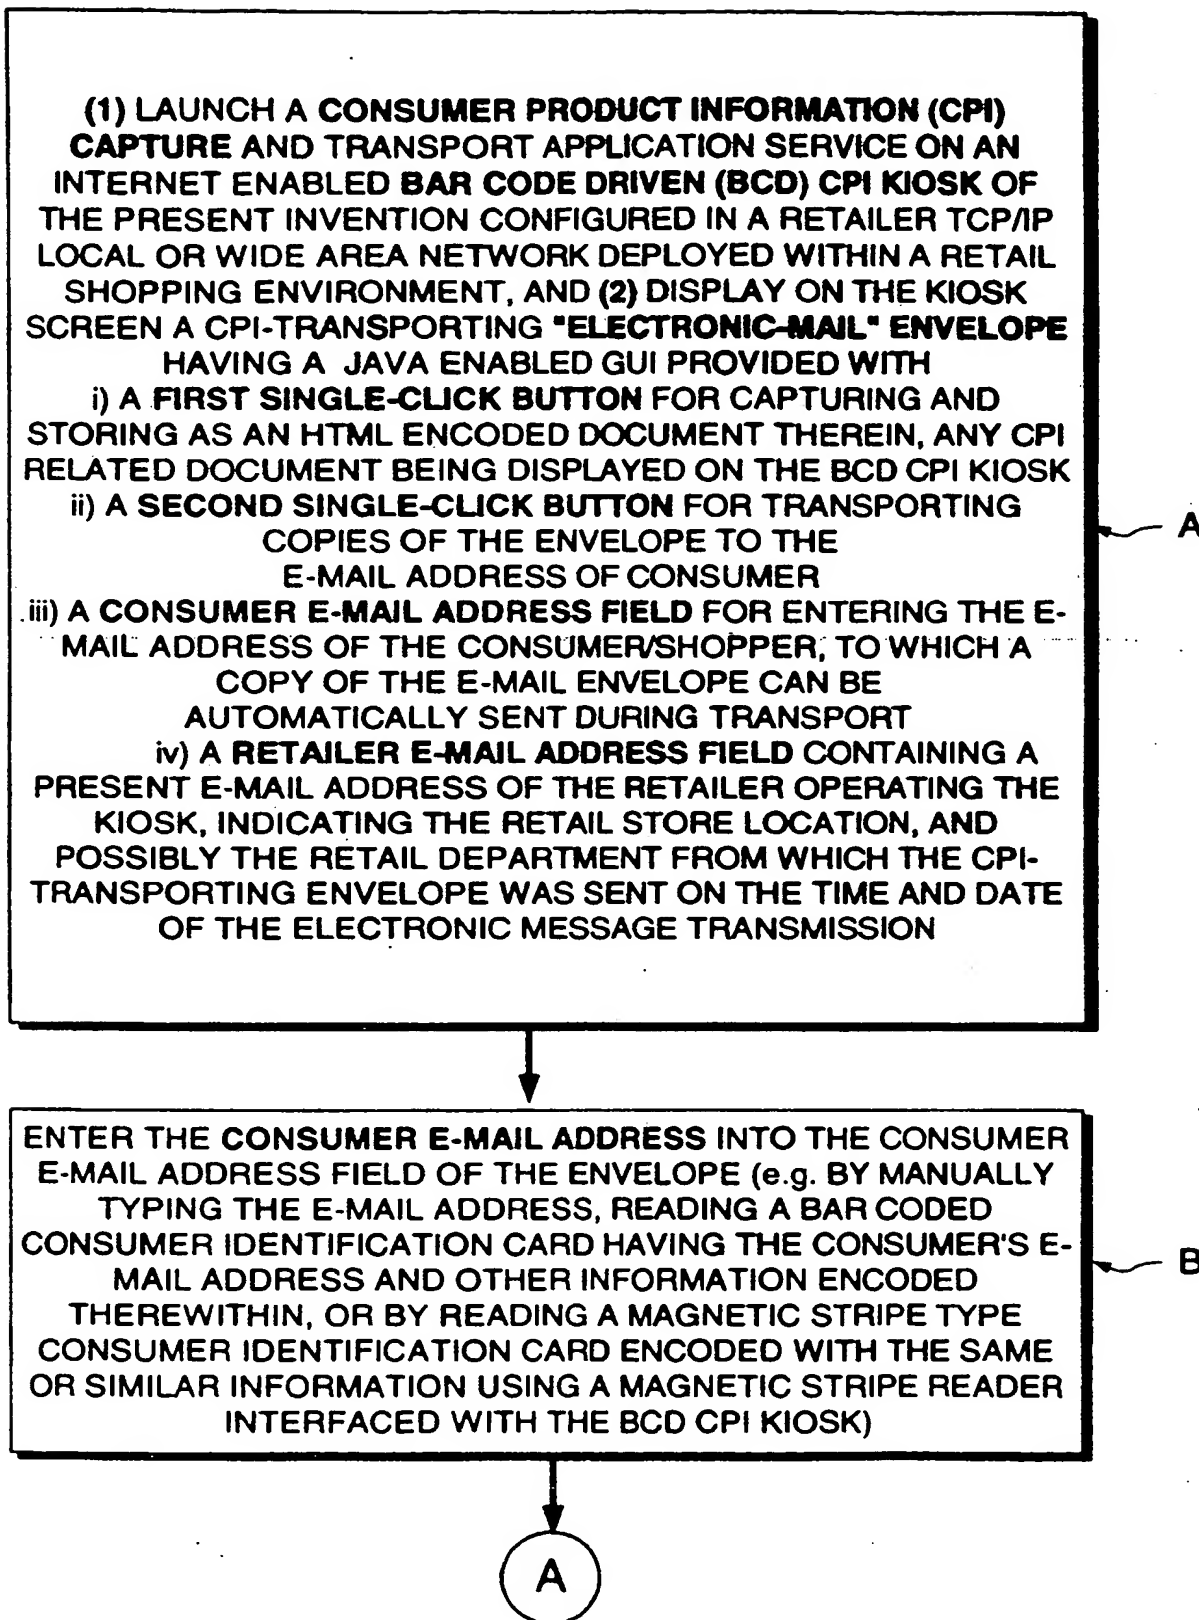 (1) LAUNCH A CONSUMER PRODUCT INFORMATION (CPI)
CAPTURE AND TRANSPORT APPLICATION SERVICE ON AN
INTERNET ENABLED BAR CODE DRIVEN (BCD) CPI KIOSK OF
THE PRESENT INVENTION CONFIGURED IN A RETAILER TCP/IP
LOCAL OR WIDE AREA NETWORK DEPLOYED WITHIN A RETAIL
SHOPPING ENVIRONMENT, AND (2) DISPLAY ON THE KIOSK
SCREEN A CPI-TRANSPORTING "ELECTRONIC-MAIL" ENVELOPE
HAVING A JAVA ENABLED GUI PROVIDED WITH
i) A FIRST SINGLE-CLICK BUTTON FOR CAPTURING AND
STORING AS AN HTML ENCODED DOCUMENT THEREIN, ANY CPI
RELATED DOCUMENT BEING DISPLAYED ON THE BCD CPI KIOSK
ii) A SECOND SINGLE-CLICK BUTTON FOR TRANSPORTING
COPIES OF THE ENVELOPE TO THE
E-MAIL ADDRESS OF CONSUMER
iii) A CONSUMER E-MAIL ADDRESS FIELD FOR ENTERING THE E-
MAIL ADDRESS OF THE CONSUMER/SHOPPER, TO WHICH A
COPY OF THE E-MAIL ENVELOPE CAN BE
AUTOMATICALLY SENT DURING TRANSPORT
iv) A RETAILER E-MAIL ADDRESS FIELD CONTAINING A
PRESENT E-MAIL ADDRESS OF THE RETAILER OPERATING THE
KIOSK, INDICATING THE RETAIL STORE LOCATION, AND
POSSIBLY THE RETAIL DEPARTMENT FROM WHICH THE CPI-
TRANSPORTING ENVELOPE WAS SENT ON THE TIME AND DATE
OF THE ELECTRONIC MESSAGE TRANSMISSION
A
ENTER THE CONSUMER E-MAIL ADDRESS INTO THE CONSUMER
E-MAIL ADDRESS FIELD OF THE ENVELOPE (e.g. BY MANUALLY
TYPING THE E-MAIL ADDRESS, READING A BAR CODED
CONSUMER IDENTIFICATION CARD HAVING THE CONSUMER'S E-
MAIL ADDRESS AND OTHER INFORMATION ENCODED
THEREWITHIN, OR BY READING A MAGNETIC STRIPE TYPE
CONSUMER IDENTIFICATION CARD ENCODED WITH THE SAME
OR SIMILAR INFORMATION USING A MAGNETIC STRIPE READER
INTERFACED WITH THE BCD CPI KIOSK)
B
A